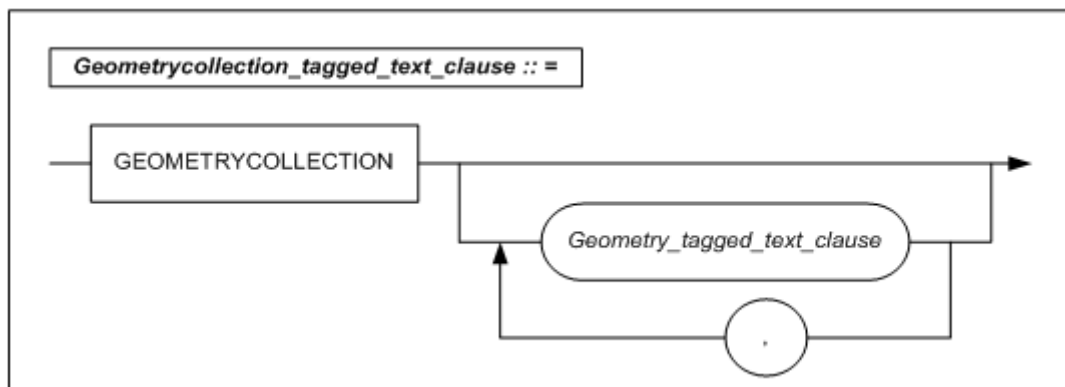 Geometrycollection_tagged_text_clause :: =
GEOMETRYCOLLECTION
Geometry_tagged_text_clause
,